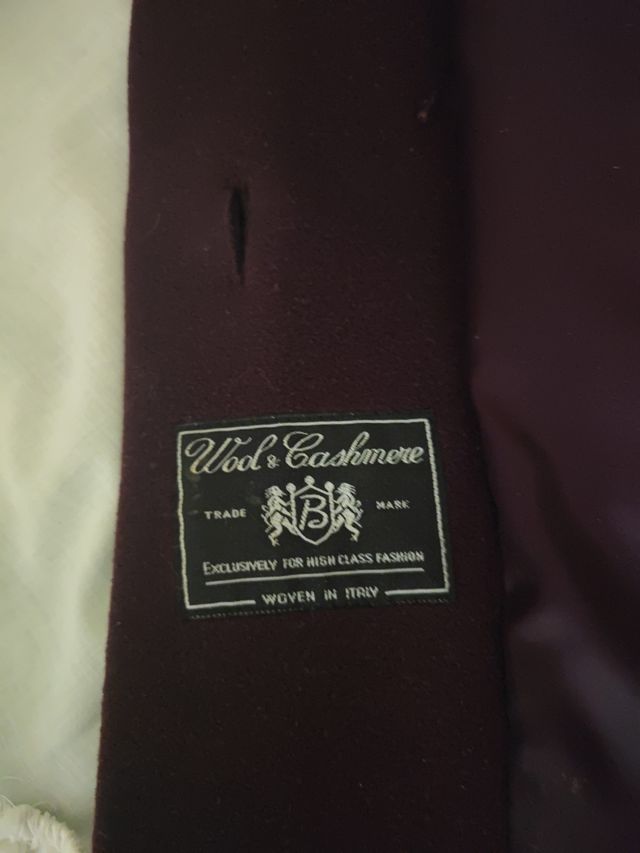 Wool & Cashmere
TRADE B MARK
EXCLUSIVELY FOR HIGH CLASS FASHION
WOVEN IN ITALY